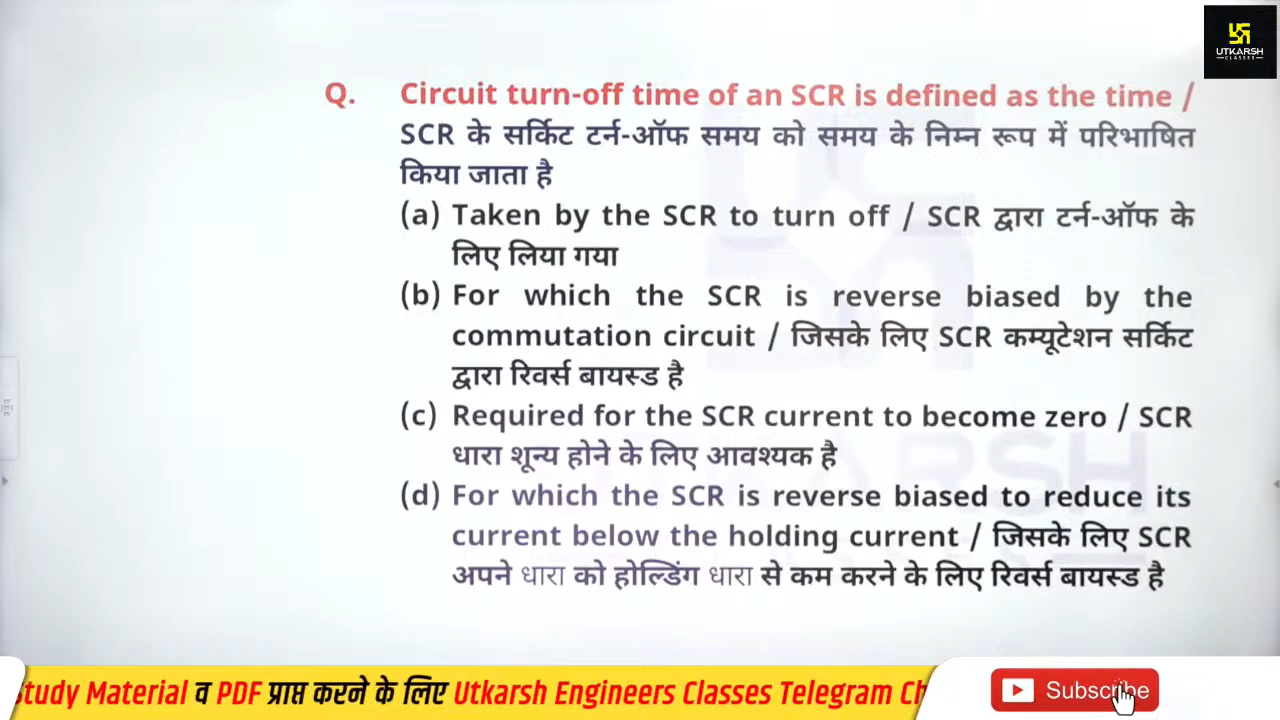 UTKARSH
CLASSES
Q. Circuit turn-off time of an SCR is defined as the time /
SCR के सर्किट टर्न-ऑफ समय को समय के निम्न रूप में परिभाषित
किया जाता है
(a) Taken by the SCR to turn off / SCR द्वारा टर्न-ऑफ के
लिए लिया गया
(b) For which the SCR is reverse biased by the
commutation circuit / जिसके लिए SCR कम्यूटेशन सर्किट
द्वारा रिवर्स बायस्ड है
(c) Required for the SCR current to become zero / SCR
धारा शून्य होने के लिए आवश्यक है
(d) For which the SCR is reverse biased to reduce its
current below the holding current / जिसके लिए SCR
अपने धारा को होल्डिंग धारा से कम करने के लिए रिवर्स बायस्ड है
Study Material व PDF प्राप्त करने के लिए Utkarsh Engineers Classes Telegram
Subscribe